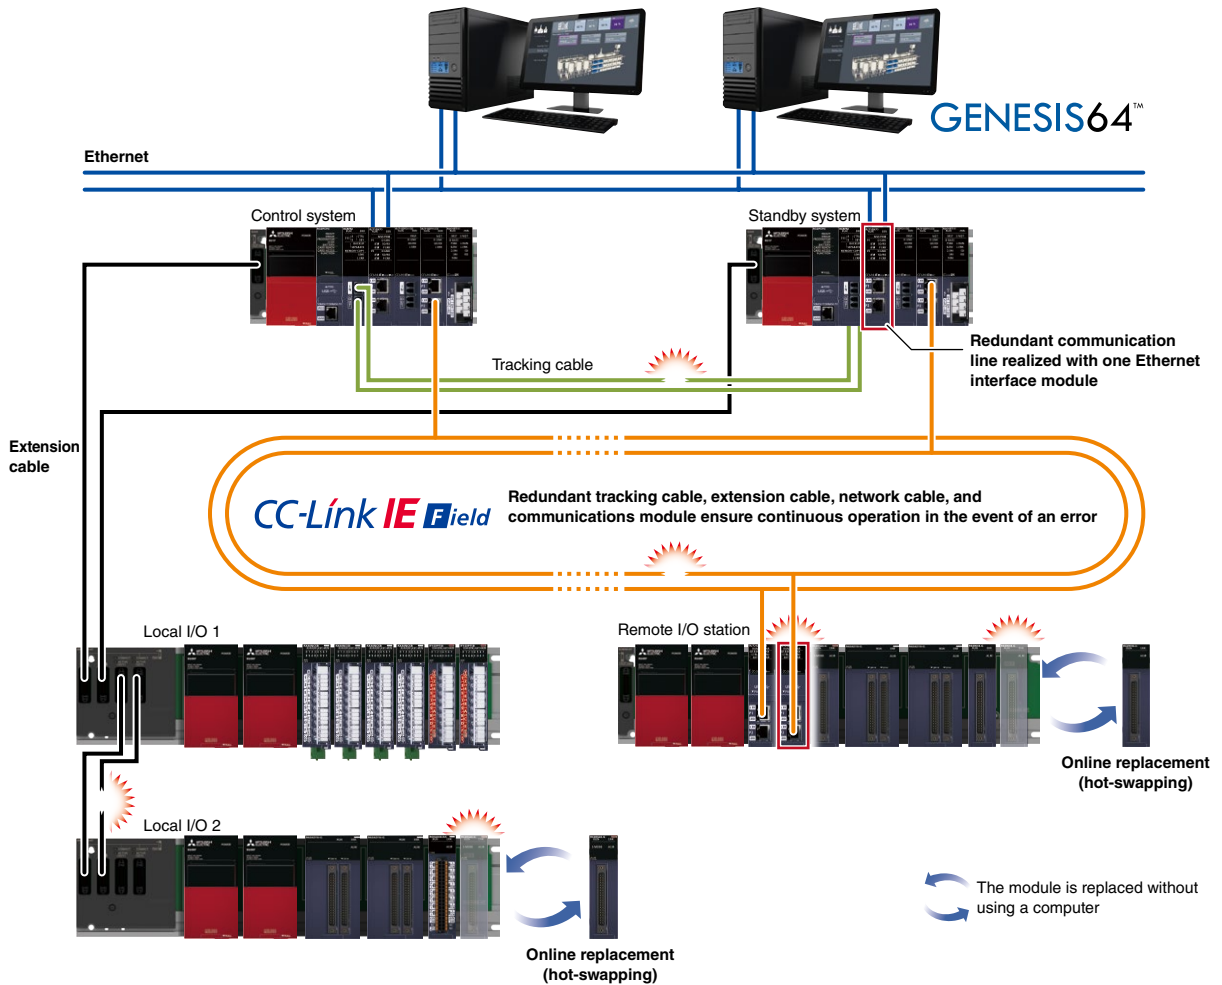 GENESIS64™
Ethernet
Control system
Standby system
Redundant communication
line realized with one Ethernet
interface module
Tracking cable
Extension
cable
CC-Link IE Field
Redundant tracking cable, extension cable, network cable, and
communications module ensure continuous operation in the event of an error
Local I/O 1
Remote I/O station
Online replacement
(hot-swapping)
Local I/O 2
The module is replaced without
using a computer
Online replacement
(hot-swapping)